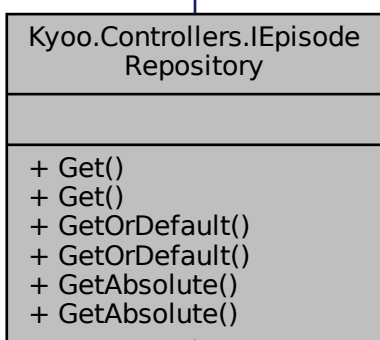 Kyoo.Controllers.IEpisode
Repository
+ Get()
+ Get()
+ GetOrDefault()
+ GetOrDefault()
+ GetAbsolute()
+ GetAbsolute()